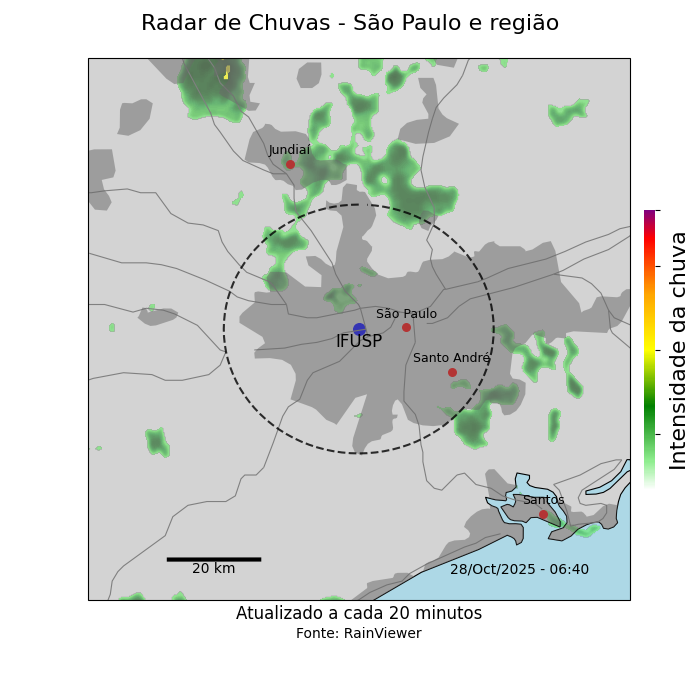 Radar de Chuvas - São Paulo e região
Jundiaí
São Paulo
IFUSP
Santo André
Santos
20 km
28/Oct/2025 - 06:40
Intensidade da chuva
Atualizado a cada 20 minutos
Fonte: RainViewer